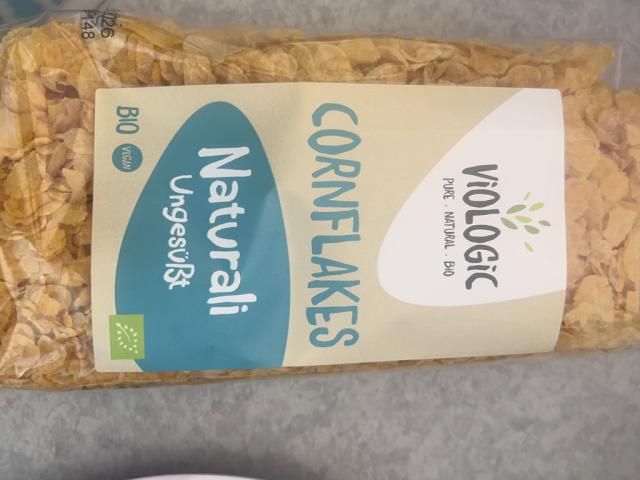 ViOLOGiC
PURE . NATURAL . BIO
CORNFLAKES
Naturali
Ungesüßt
BIO
VEGAN